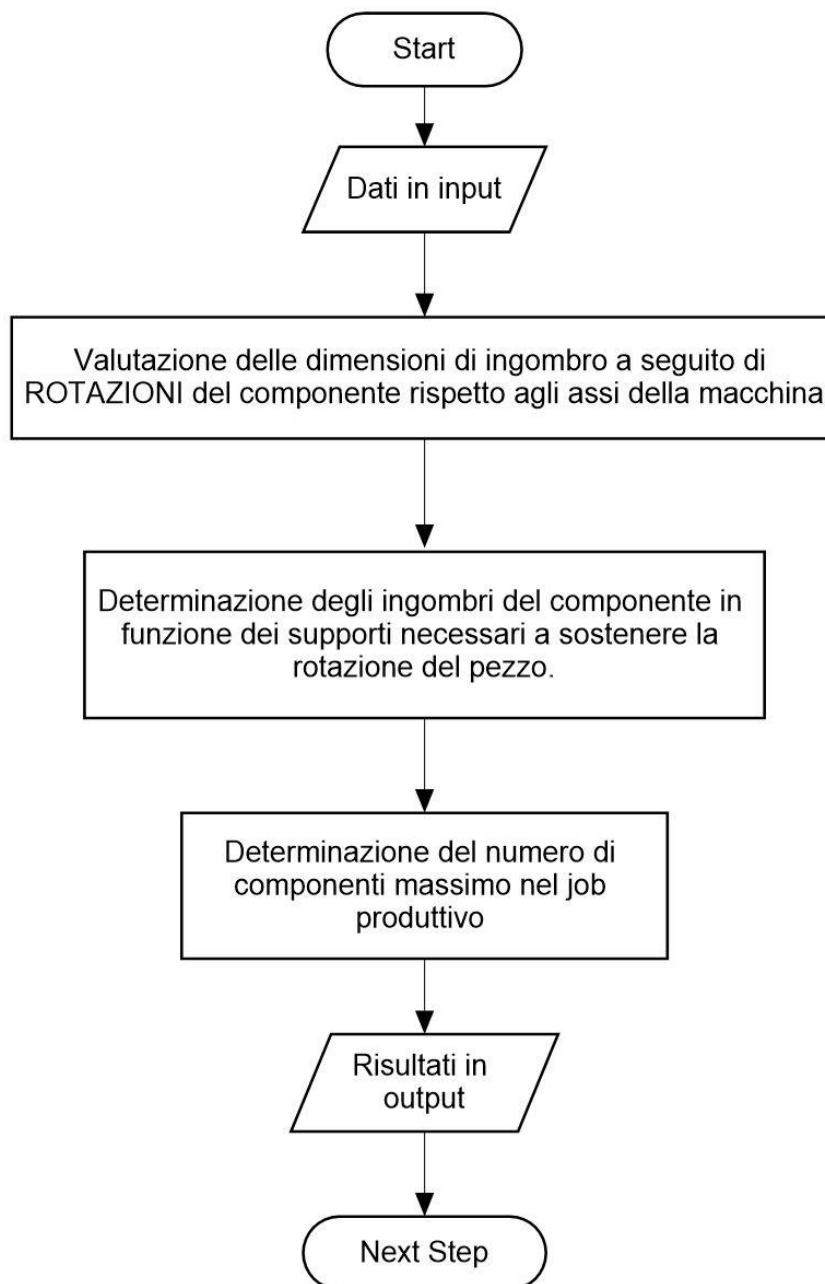 Start
Dati in input
Valutazione delle dimensioni di ingombro a seguito di
ROTAZIONI del componente rispetto agli assi della macchina
Determinazione degli ingombri del componente in
funzione dei supporti necessari a sostenere la
rotazione del pezzo.
Determinazione del numero di
componenti massimo nel job
produttivo
Risultati in
output
Next Step